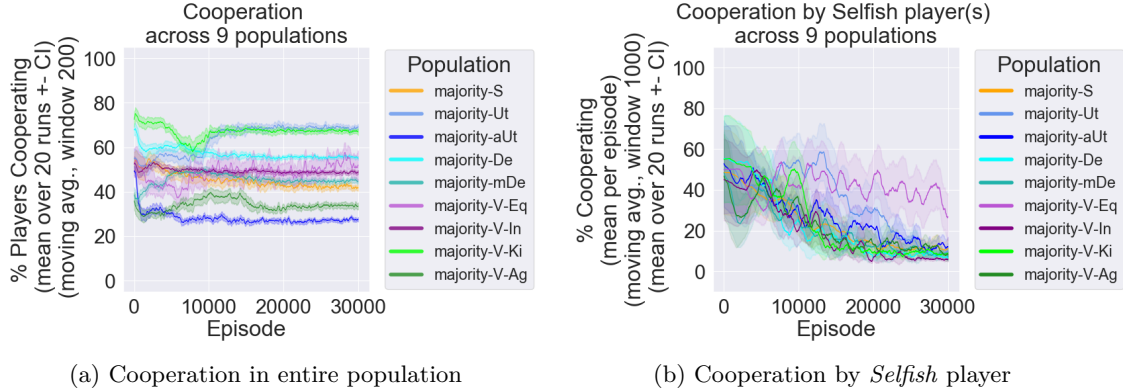 Cooperation
across 9 populations
% Players Cooperating
(mean over 20 runs +- CI)
(moving avg., window 200)
100
80
60
40
20
0
0
10000
20000
30000
Episode
Population
majority-S
majority-Ut
majority-aUt
majority-De
majority-mDe
majority-V-Eq
majority-V-In
majority-V-Ki
majority-V-Ag
(a) Cooperation in entire population
Cooperation by Selfish player(s)
across 9 populations
% Cooperating
(mean per episode)
(moving avg., window 1000)
(mean over 20 runs +- CI)
100
80
60
40
20
0
0
10000
20000
30000
Episode
Population
majority-S
majority-Ut
majority-aUt
majority-De
majority-mDe
majority-V-Eq
majority-V-In
majority-V-Ki
majority-V-Ag
(b) Cooperation by Selfish player